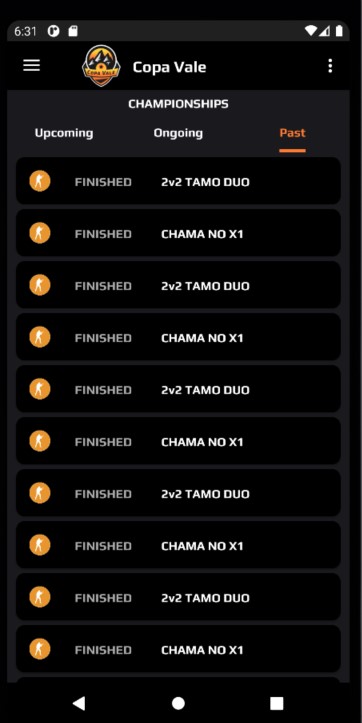 6:31
COPA VALE
Copa Vale
CHAMPIONSHIPS
Upcoming Ongoing Past
FINISHED 2v2 TAMO DUO
FINISHED CHAMA NO X1
FINISHED 2v2 TAMO DUO
FINISHED CHAMA NO X1
FINISHED 2v2 TAMO DUO
FINISHED CHAMA NO X1
FINISHED 2v2 TAMO DUO
FINISHED CHAMA NO X1
FINISHED 2v2 TAMO DUO
FINISHED CHAMA NO X1